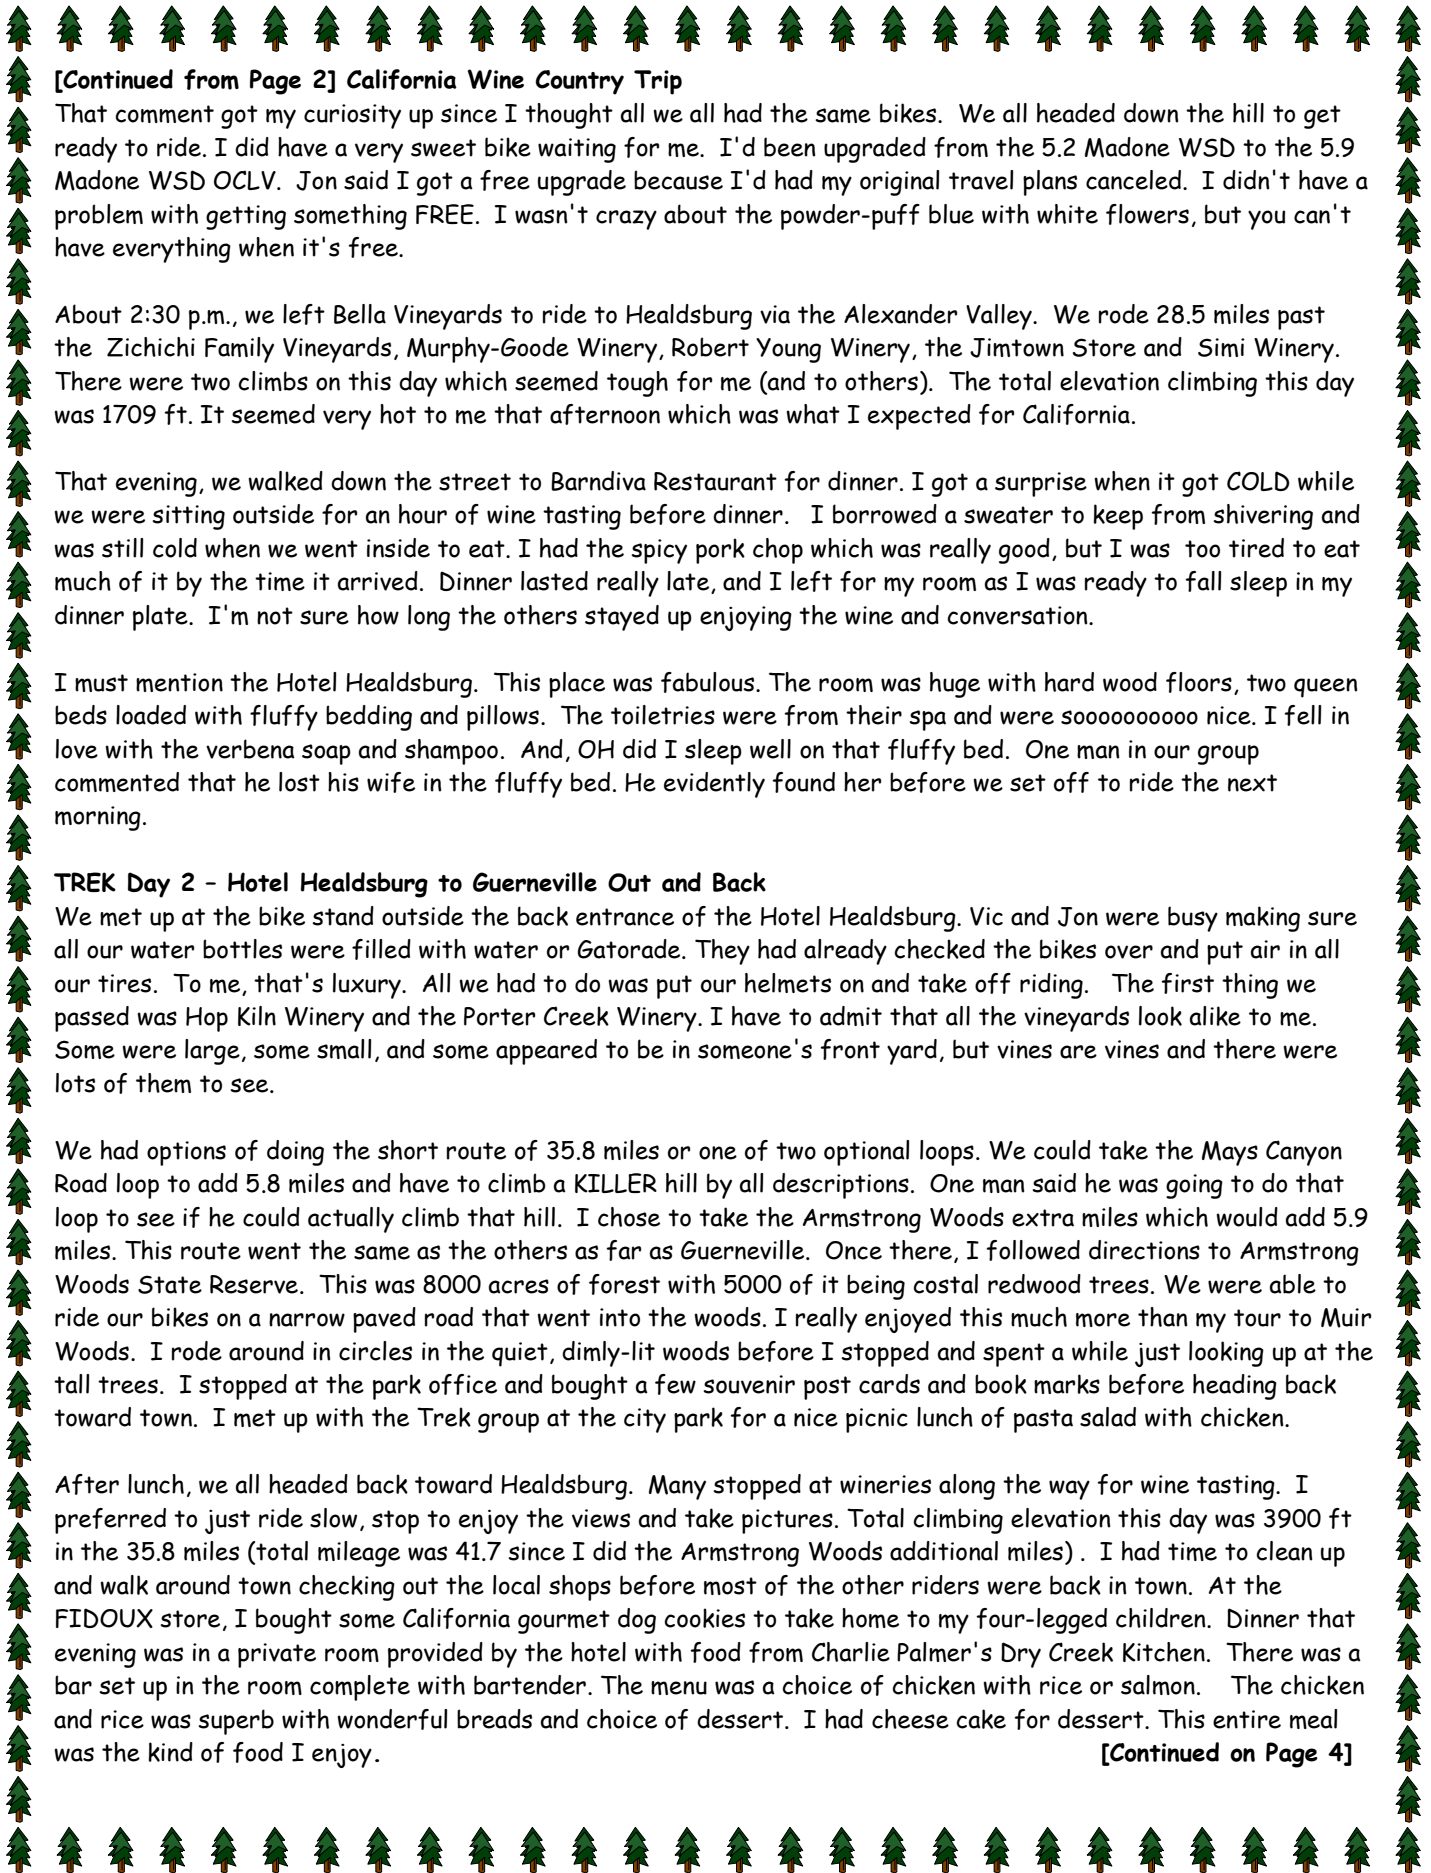 [Continued from Page 2] California Wine Country Trip
That comment got my curiosity up since I thought all we all had the same bikes.  We all headed down the hill to get
ready to ride. I did have a very sweet bike waiting for me.  I'd been upgraded from the 5.2 Madone WSD to the 5.9
Madone WSD OCLV.  Jon said I got a free upgrade because I'd had my original travel plans canceled.  I didn't have a
problem with getting something FREE.  I wasn't crazy about the powder-puff blue with white flowers, but you can't
have everything when it's free.

About 2:30 p.m., we left Bella Vineyards to ride to Healdsburg via the Alexander Valley.  We rode 28.5 miles past
the  Zichichi Family Vineyards, Murphy-Goode Winery, Robert Young Winery, the Jimtown Store and  Simi Winery.
There were two climbs on this day which seemed tough for me (and to others).  The total elevation climbing this day
was 1709 ft. It seemed very hot to me that afternoon which was what I expected for California.

That evening, we walked down the street to Barndiva Restaurant for dinner. I got a surprise when it got COLD while
we were sitting outside for an hour of wine tasting before dinner.   I borrowed a sweater to keep from shivering and
was still cold when we went inside to eat. I had the spicy pork chop which was really good, but I was  too tired to eat
much of it by the time it arrived.  Dinner lasted really late, and I left for my room as I was ready to fall sleep in my
dinner plate.  I'm not sure how long the others stayed up enjoying the wine and conversation.

I must mention the Hotel Healdsburg.  This place was fabulous. The room was huge with hard wood floors, two queen
beds loaded with fluffy bedding and pillows.  The toiletries were from their spa and were soooooooooo nice. I fell in
love with the verbena soap and shampoo.  And, OH did I sleep well on that fluffy bed.  One man in our group
commented that he lost his wife in the fluffy bed. He evidently found her before we set off to ride the next
morning.

TREK Day 2 – Hotel Healdsburg to Guerneville Out and Back
We met up at the bike stand outside the back entrance of the Hotel Healdsburg. Vic and Jon were busy making sure
all our water bottles were filled with water or Gatorade. They had already checked the bikes over and put air in all
our tires.  To me, that's luxury.  All we had to do was put our helmets on and take off riding.   The first thing we
passed was Hop Kiln Winery and the Porter Creek Winery. I have to admit that all the vineyards look alike to me.
Some were large, some small, and some appeared to be in someone's front yard, but vines are vines and there were
lots of them to see.

We had options of doing the short route of 35.8 miles or one of two optional loops. We could take the Mays Canyon
Road loop to add 5.8 miles and have to climb a KILLER hill by all descriptions.  One man said he was going to do that
loop to see if he could actually climb that hill.  I chose to take the Armstrong Woods extra miles which would add 5.9
miles. This route went the same as the others as far as Guerneville.  Once there, I followed directions to Armstrong
Woods State Reserve.  This was 8000 acres of forest with 5000 of it being costal redwood trees. We were able to
ride our bikes on a narrow paved road that went into the woods. I really enjoyed this much more than my tour to Muir
Woods.  I rode around in circles in the quiet, dimly-lit woods before I stopped and spent a while just looking up at the
tall trees.  I stopped at the park office and bought a few souvenir post cards and book marks before heading back
toward town.  I met up with the Trek group at the city park for a nice picnic lunch of pasta salad with chicken.

After lunch, we all headed back toward Healdsburg.  Many stopped at wineries along the way for wine tasting.  I
preferred to just ride slow, stop to enjoy the views and take pictures. Total climbing elevation this day was 3900 ft
in the 35.8 miles (total mileage was 41.7 since I did the Armstrong Woods additional miles) .  I had time to clean up
and walk around town checking out the local shops before most of the other riders were back in town.  At the
FIDOUX store, I bought some California gourmet dog cookies to take home to my four-legged children.  Dinner that
evening was in a private room provided by the hotel with food from Charlie Palmer's Dry Creek Kitchen.  There was a
bar set up in the room complete with bartender. The menu was a choice of chicken with rice or salmon.    The chicken
and rice was superb with wonderful breads and choice of dessert.  I had cheese cake for dessert. This entire meal
was the kind of food I enjoy. [Continued on Page 4]